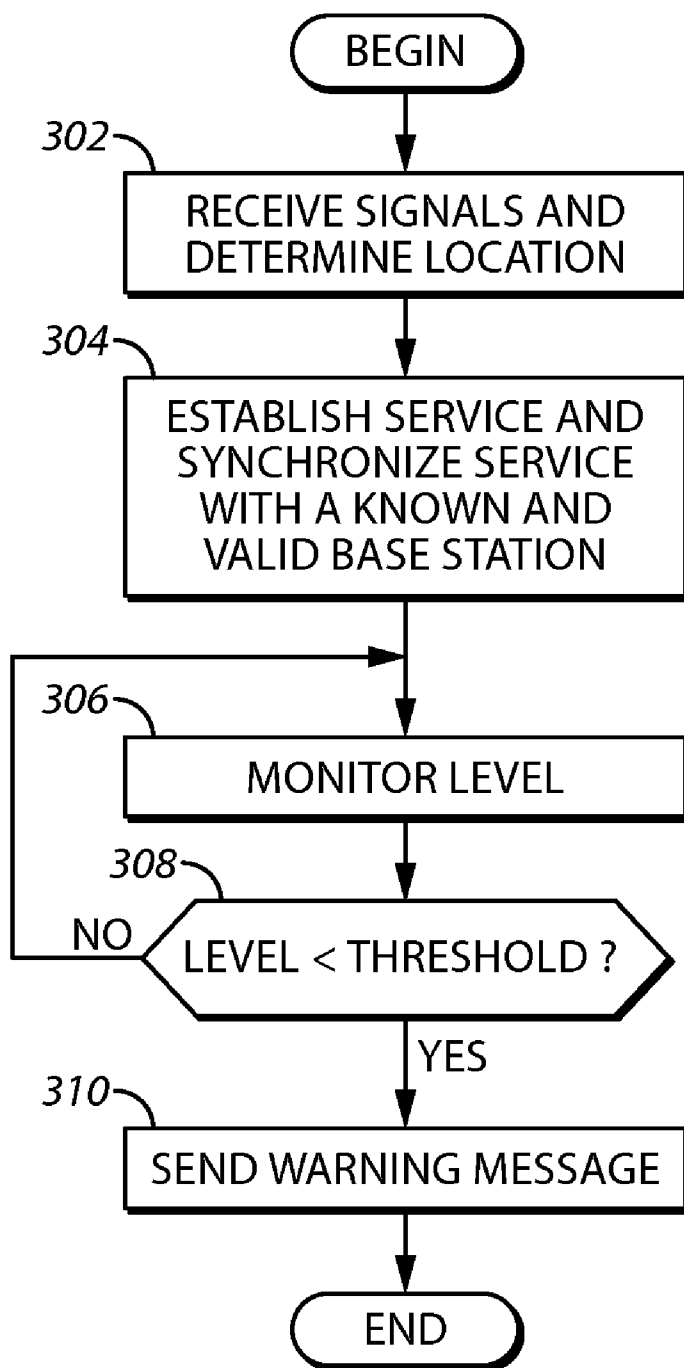 BEGIN
302
RECEIVE SIGNALS AND
DETERMINE LOCATION
304
ESTABLISH SERVICE AND
SYNCHRONIZE SERVICE
WITH A KNOWN AND
VALID BASE STATION
306
MONITOR LEVEL
308
NO
LEVEL < THRESHOLD ?
YES
310
SEND WARNING MESSAGE
END